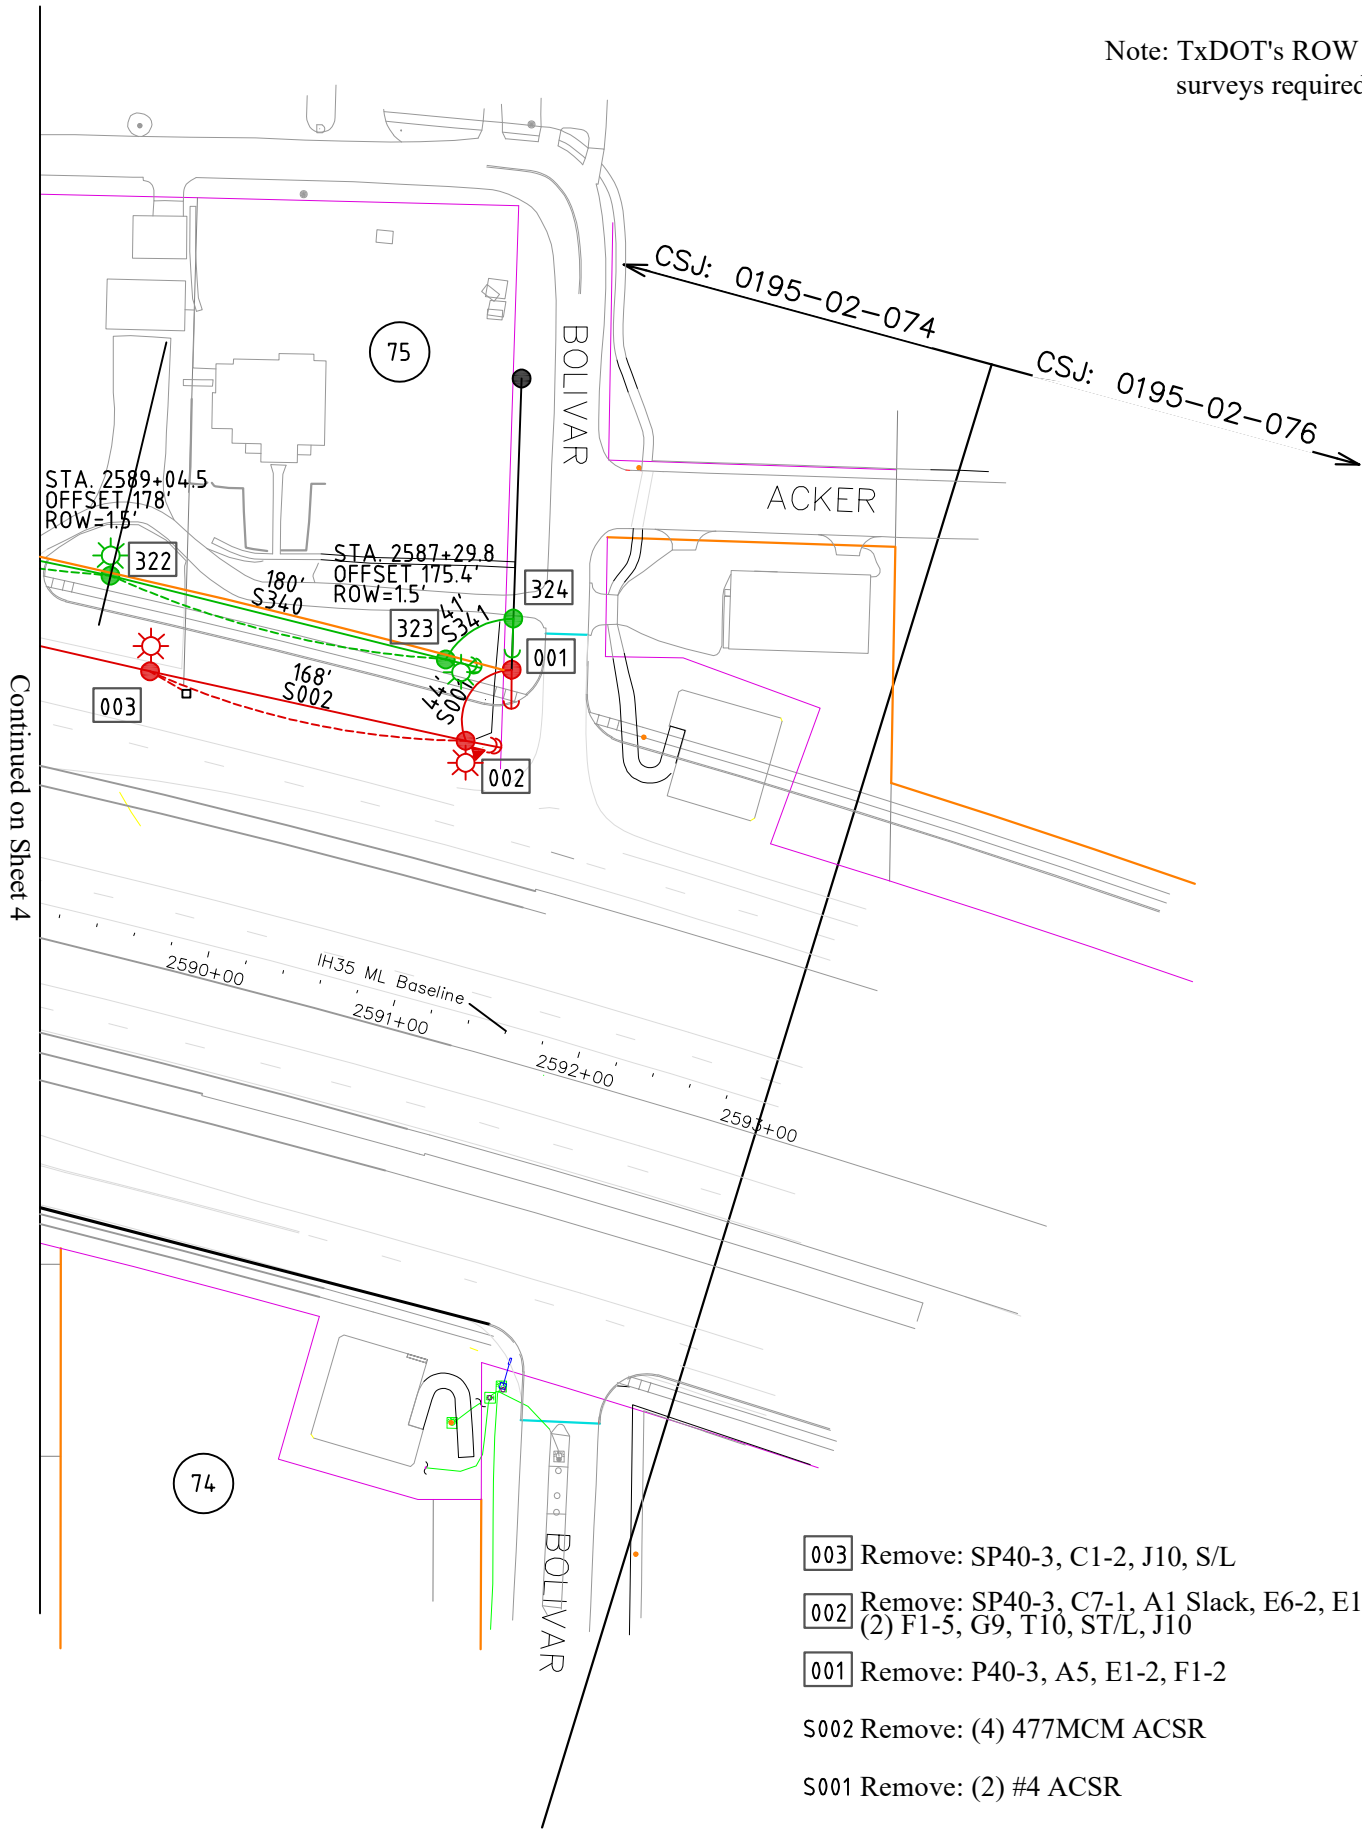 Note: TxDOT's ROW
surveys required
CSJ: 0195-02-074
CSJ: 0195-02-076
75
BOLIVAR
ACKER
STA. 2589+04.5
OFFSET 178'
ROW=1.5'
322
STA. 2587+29.8
OFFSET 175.4'
ROW=1.5'
180'
S340
324
323
41'
S341
001
003
168'
S002
44'
S001
002
Continued on Sheet 4
2590+00
IH35 ML Baseline
2591+00
2592+00
2593+00
74
BOLIVAR
003 Remove: SP40-3, C1-2, J10, S/L
002 Remove: SP40-3, C7-1, A1 Slack, E6-2, E1
(2) F1-5, G9, T10, ST/L, J10
001 Remove: P40-3, A5, E1-2, F1-2
S002 Remove: (4) 477MCM ACSR
S001 Remove: (2) #4 ACSR